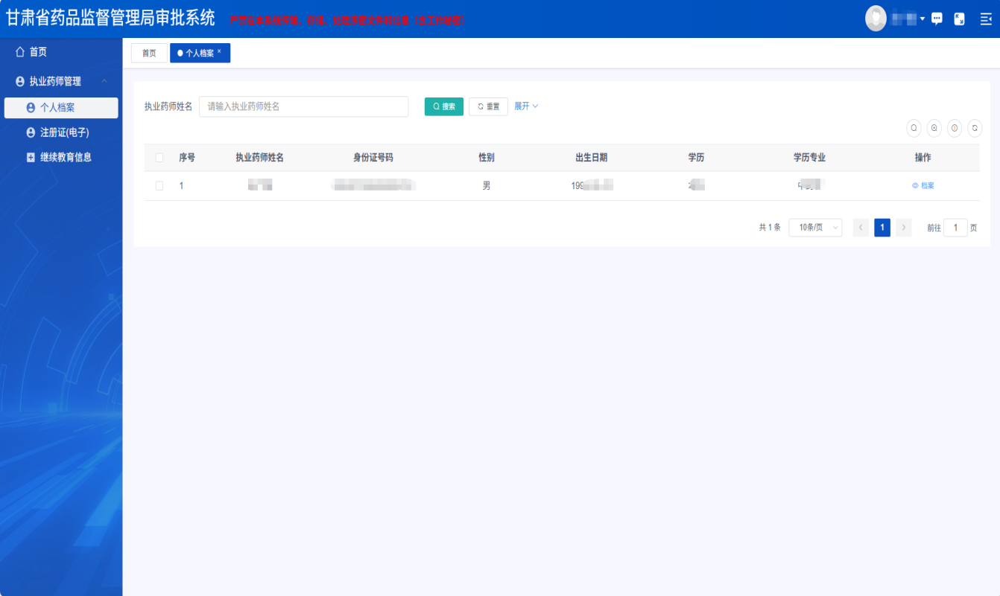 甘肃省药品监督管理局审批系统 严禁在本系统传输、存储、处理涉密文件和信息（含工作秘密）
首页
执业药师管理
个人档案
注册证(电子)
继续教育信息
首页 个人档案 ×
执业药师姓名 请输入执业药师姓名 搜索 重置 展开
序号 执业药师姓名 身份证号码 性别 出生日期 学历 学历专业 操作
1 男 199 档案
共 1 条 10条/页 1 前往 1 页